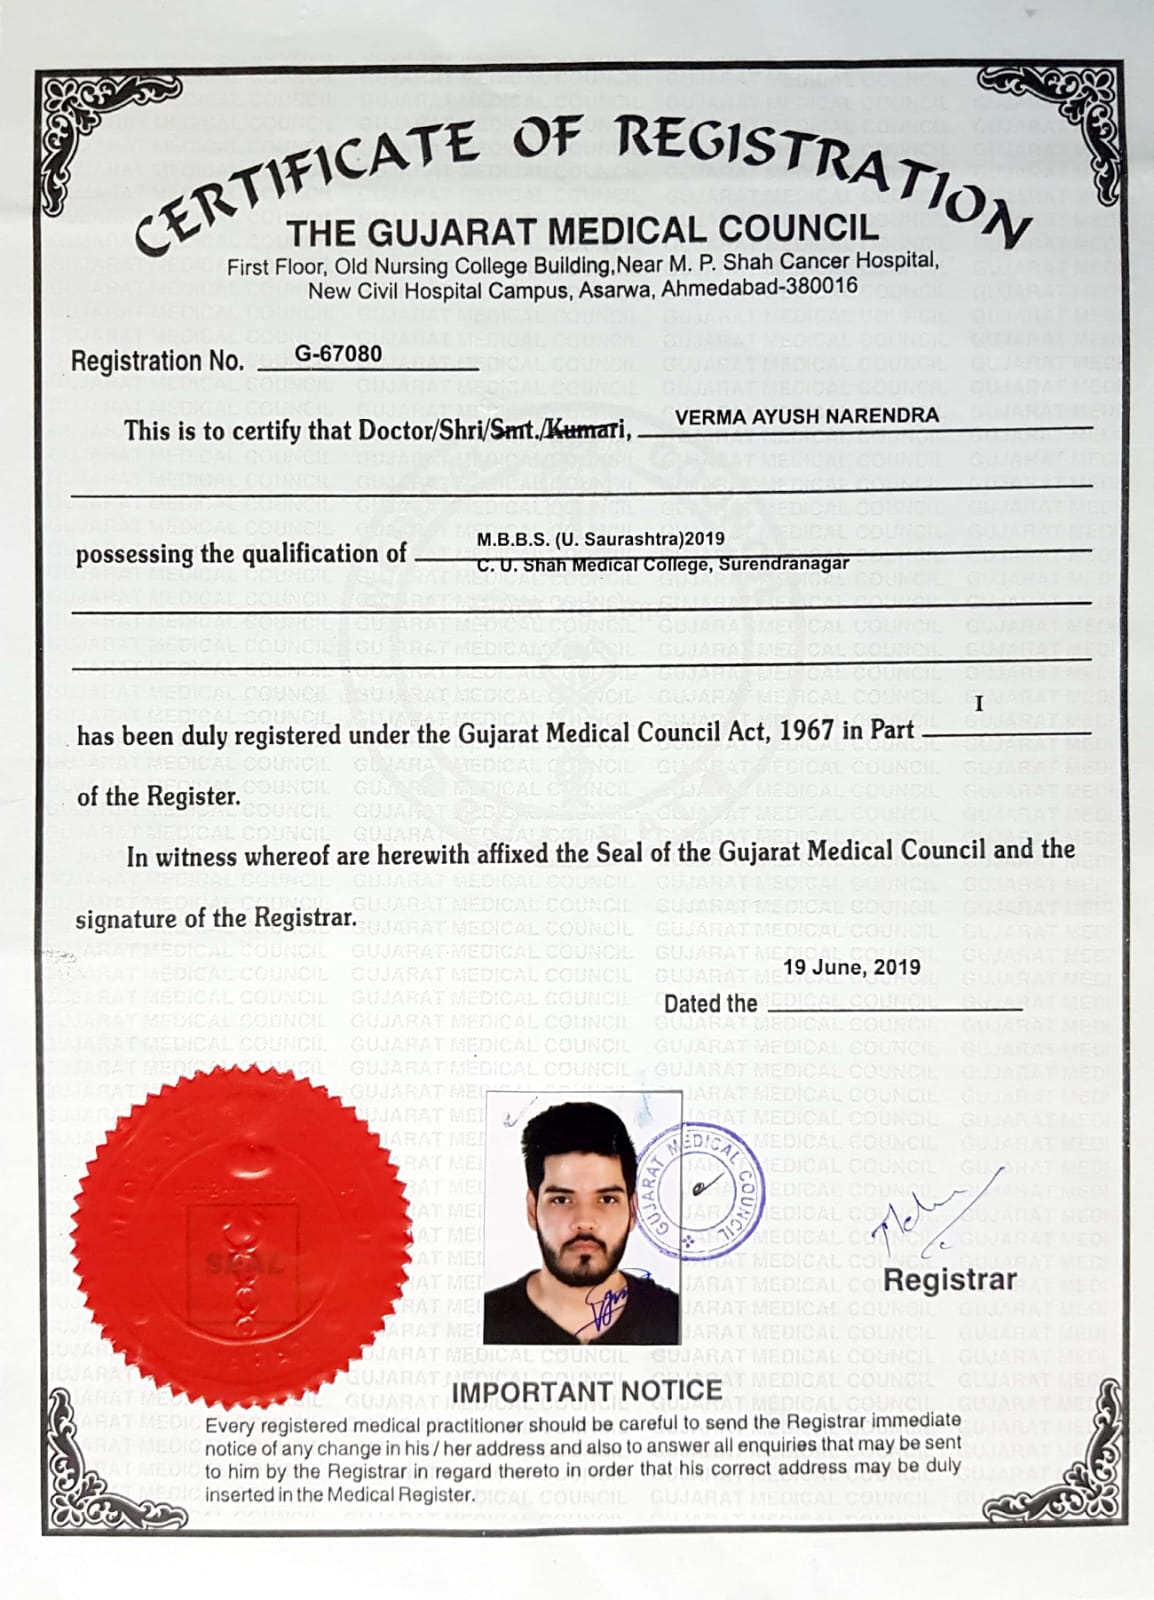 CERTIFICATE OF REGISTRATION
THE GUJARAT MEDICAL COUNCIL
First Floor, Old Nursing College Building,Near M. P. Shah Cancer Hospital,
New Civil Hospital Campus, Asarwa, Ahmedabad-380016
Registration No. G-67080
This is to certify that Doctor/Shri/Smt./Kumari, VERMA AYUSH NARENDRA
possessing the qualification of M.B.B.S. (U. Saurashtra)2019
C. U. Shah Medical College, Surendranagar
has been duly registered under the Gujarat Medical Council Act, 1967 in Part I
of the Register.
In witness whereof are herewith affixed the Seal of the Gujarat Medical Council and the
signature of the Registrar.
19 June, 2019
Dated the
SEAL
GUJARAT MEDICAL COUNCIL
Registrar
IMPORTANT NOTICE
Every registered medical practitioner should be careful to send the Registrar immediate
notice of any change in his / her address and also to answer all enquiries that may be sent
to him by the Registrar in regard thereto in order that his correct address may be duly
inserted in the Medical Register.